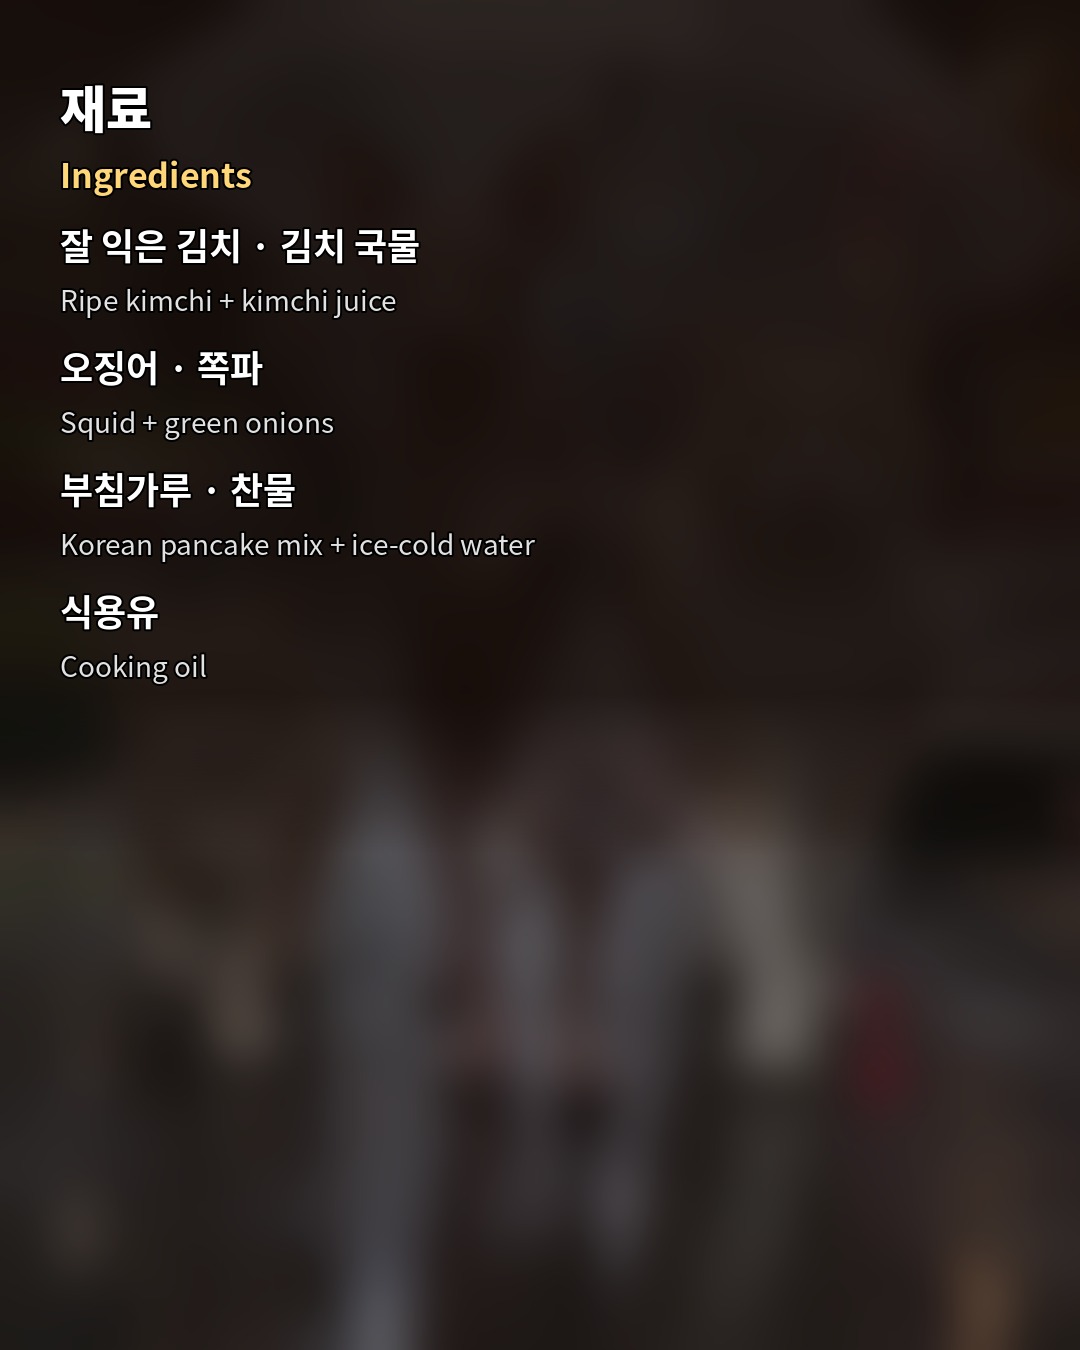 재료
Ingredients
잘 익은 김치 · 김치 국물
Ripe kimchi + kimchi juice
오징어 · 쪽파
Squid + green onions
부침가루 · 찬물
Korean pancake mix + ice-cold water
식용유
Cooking oil